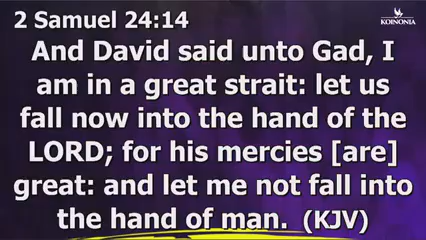 2 Samuel 24:14
KOINONIA
And David said unto Gad, I
am in a great strait: let us
fall now into the hand of the
LORD; for his mercies [are]
great: and let me not fall into
the hand of man.  (KJV)